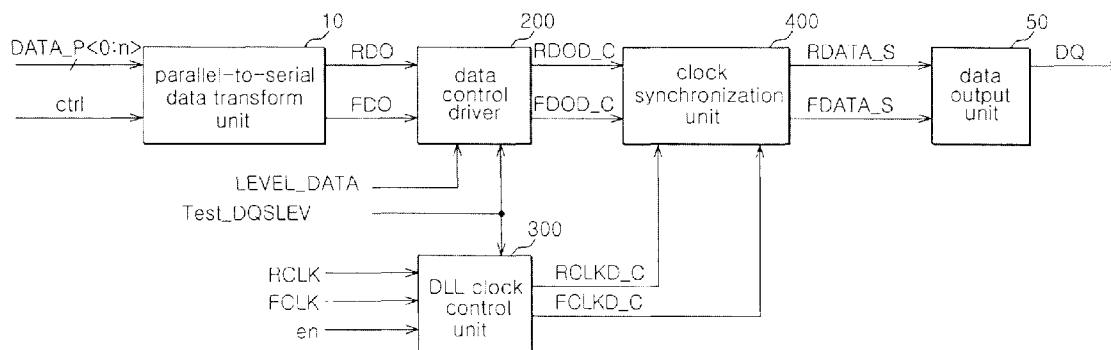 10
200
400
50
DATA_P<0:n>
RDO
RDOD_C
RDATA_S
DQ
parallel-to-serial
data transform
unit
data
control
driver
clock
synchronization
unit
data
output
unit
ctrl
FDO
FDOD_C
FDATA_S
LEVEL_DATA
Test_DQSLEV
300
RCLK
FCLK
en
DLL clock
control
unit
RCLKD_C
FCLKD_C